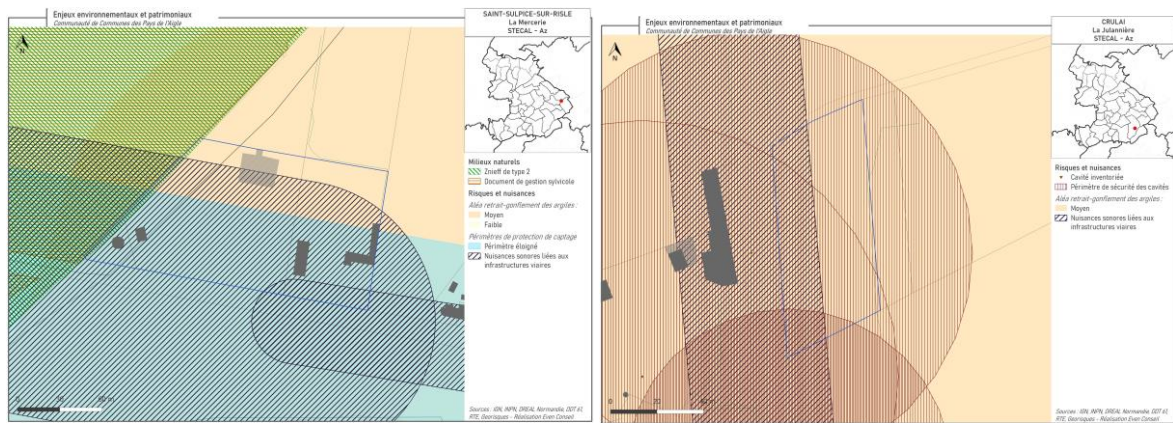 Enjeux environnementaux et patrimoniaux
Communauté de Communes des Pays de l'Aigle
N
SAINT-SULPICE-SUR-RISLE
La Mercerie
STECAL - Az
Milieux naturels
Znieff de type 2
Document de gestion sylvicole
Risques et nuisances
Aléa retrait-gonflement des argiles :
Moyen
Faible
Périmètres de protection de captage
Périmètre éloigné
Nuisances sonores liées aux
infrastructures viaires
0 30 60 m
Sources : IGN, INPN, DREAL Normandie, DDT 61,
RTE, Georisques - Réalisation Even Conseil
Enjeux environnementaux et patrimoniaux
Communauté de Communes des Pays de l'Aigle
N
CRULAI
La Julannière
STECAL - Az
Risques et nuisances
Cavité inventoriée
Périmètre de sécurité des cavités
Aléa retrait-gonflement des argiles :
Moyen
Nuisances sonores liées aux
infrastructures viaires
0 20 40 m
Sources : IGN, INPN, DREAL Normandie, DDT 61,
RTE, Georisques - Réalisation Even Conseil